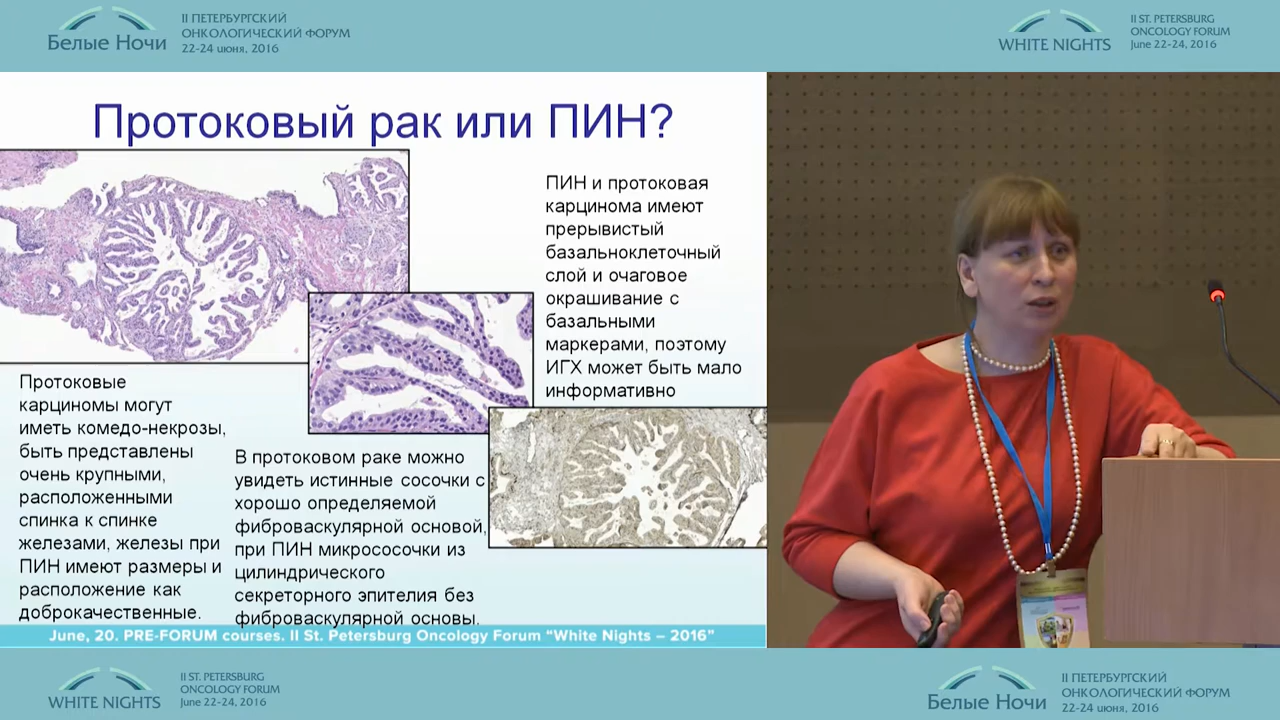 Белые Ночи
II ПЕТЕРБУРГСКИЙ
ОНКОЛОГИЧЕСКИЙ ФОРУМ
22-24 июня, 2016
WHITE NIGHTS
II ST. PETERSBURG
ONCOLOGY FORUM
June 22-24, 2016
Протоковый рак или ПИН?
ПИН и протоковая
карцинома имеют
прерывистый
базальноклеточный
слой и очаговое
окрашивание с
базальными
маркерами, поэтому
ИГХ может быть мало
информативно
Протоковые
карциномы могут
иметь комедо-некрозы,
быть представлены
очень крупными,
расположенными
спинка к спинке
железами, железы при
ПИН имеют размеры и
расположение как
доброкачественные.
В протоковом раке можно
увидеть истинные сосочки с
хорошо определяемой
фиброваскулярной основой,
при ПИН микрососочки из
цилиндрического
секреторного эпителия без
фиброваскулярной основы.
June, 20. PRE-FORUM courses. II St. Petersburg Oncology Forum “White Nights – 2016”
WHITE NIGHTS
II ST. PETERSBURG
ONCOLOGY FORUM
June 22-24, 2016
Белые Ночи
II ПЕТЕРБУРГСКИЙ
ОНКОЛОГИЧЕСКИЙ ФОРУМ
22-24 июня, 2016